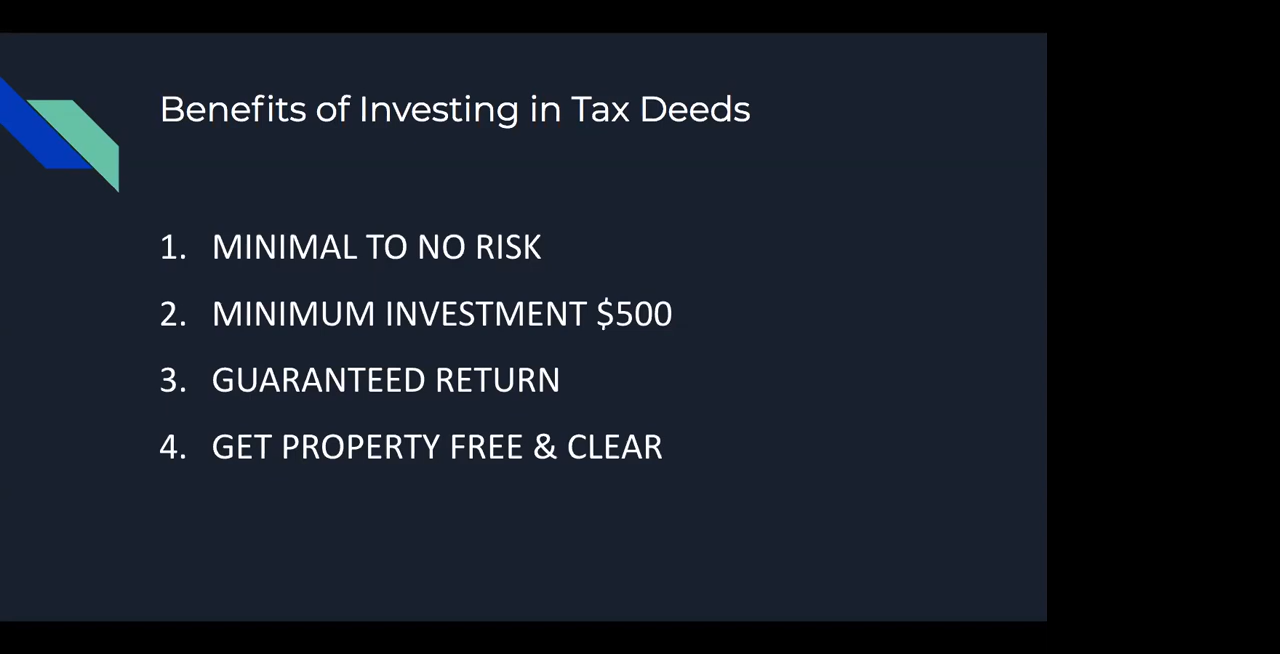 Benefits of Investing in Tax Deeds
1. MINIMAL TO NO RISK
2. MINIMUM INVESTMENT $500
3. GUARANTEED RETURN
4. GET PROPERTY FREE & CLEAR